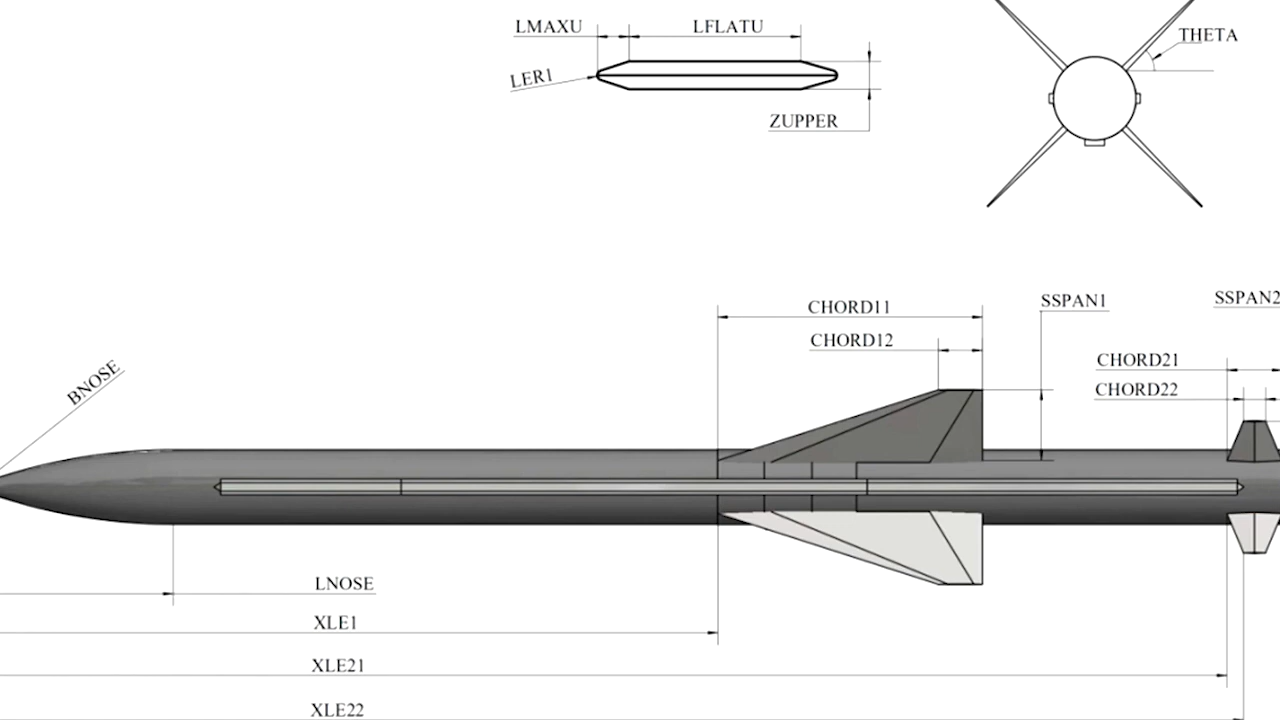 LMAXU
LFLATU
THETA
LER1
ZUPPER
CHORD11
SSPAN1
SSPAN2
CHORD12
BNOSE
CHORD21
CHORD22
LNOSE
XLE1
XLE21
XLE22